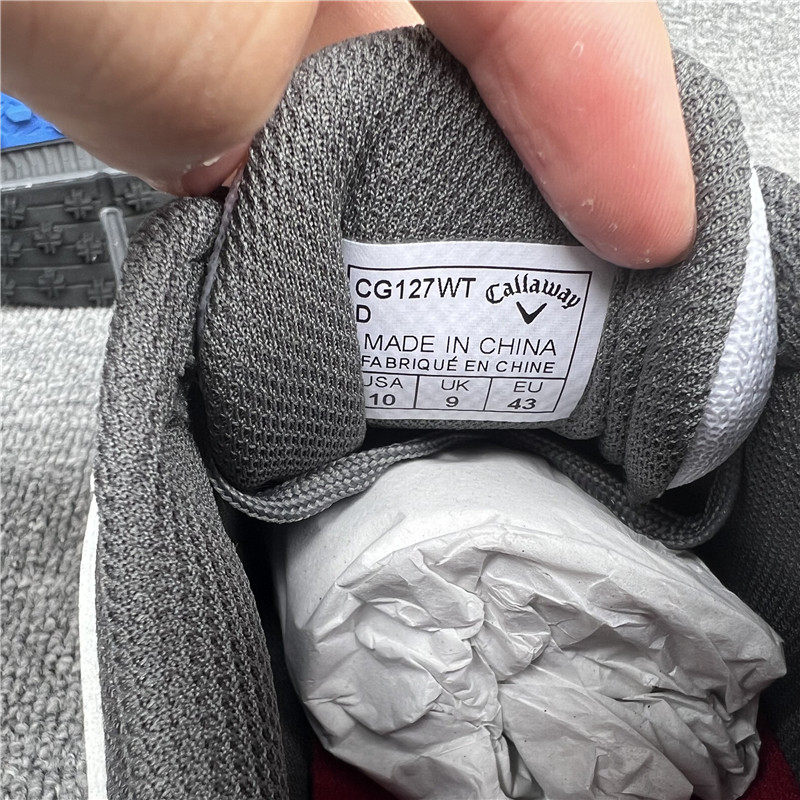 CG127WT Callaway
D
MADE IN CHINA
FABRIQUÉ EN CHINE
USA UK EU
10 9 43